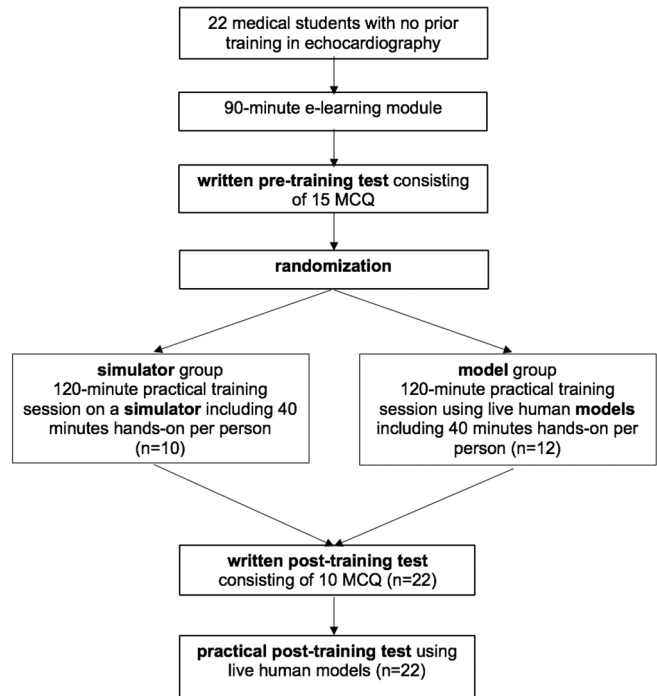 22 medical students with no prior
training in echocardiography
90-minute e-learning module
written pre-training test consisting
of 15 MCQ
randomization
simulator group
120-minute practical training
session on a simulator including 40
minutes hands-on per person
(n=10)
model group
120-minute practical training
session using live human models
including 40 minutes hands-on per
person (n=12)
written post-training test
consisting of 10 MCQ (n=22)
practical post-training test using
live human models (n=22)